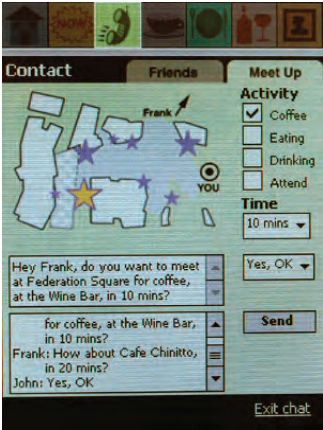 NOW
Contact
Friends
Meet Up
Activity
Coffee
Eating
Drinking
Attend
Frank
YOU
Time
10 mins
Hey Frank, do you want to meet
at Federation Square for coffee,
at the Wine Bar, in 10 mins?
Yes, OK
for coffee, at the Wine Bar,
in 10 mins?
Frank: How about Cafe Chinitto,
in 20 mins?
John: Yes, OK
Send
Exit chat